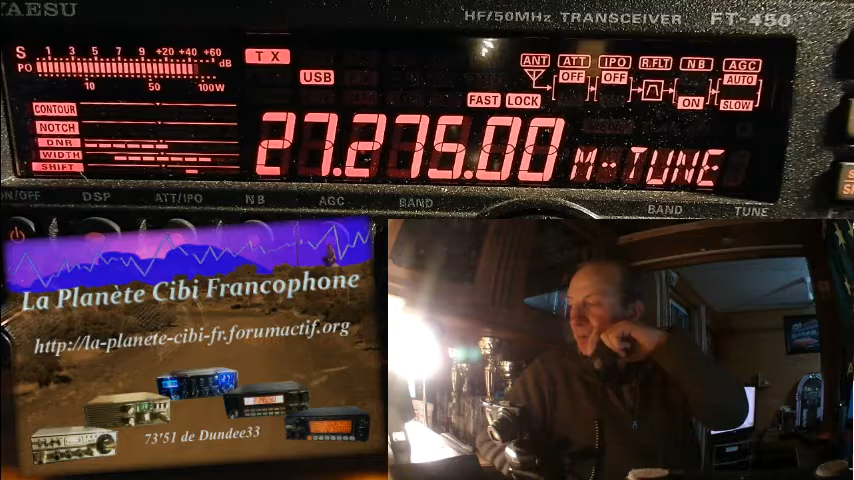 YAESU
HF/50MHz TRANSCEIVER FT-450
S 1 3 5 7 9 +20 +40 +60 dB
PO 10 50 100W
TX
USB
FAST LOCK
ANT ATT IPO R.FLT NB AGC
OFF OFF AUTO
ON SLOW
CONTOUR
NOTCH
DNR
WIDTH
SHIFT
27.275.00 M-TUNE
ON/OFF DSP ATT/IPO NB AGC BAND BAND TUNE
La Planète Cibi Francophone
http://la-planete-cibi-fr.forumactif.org
73'51 de Dundee33